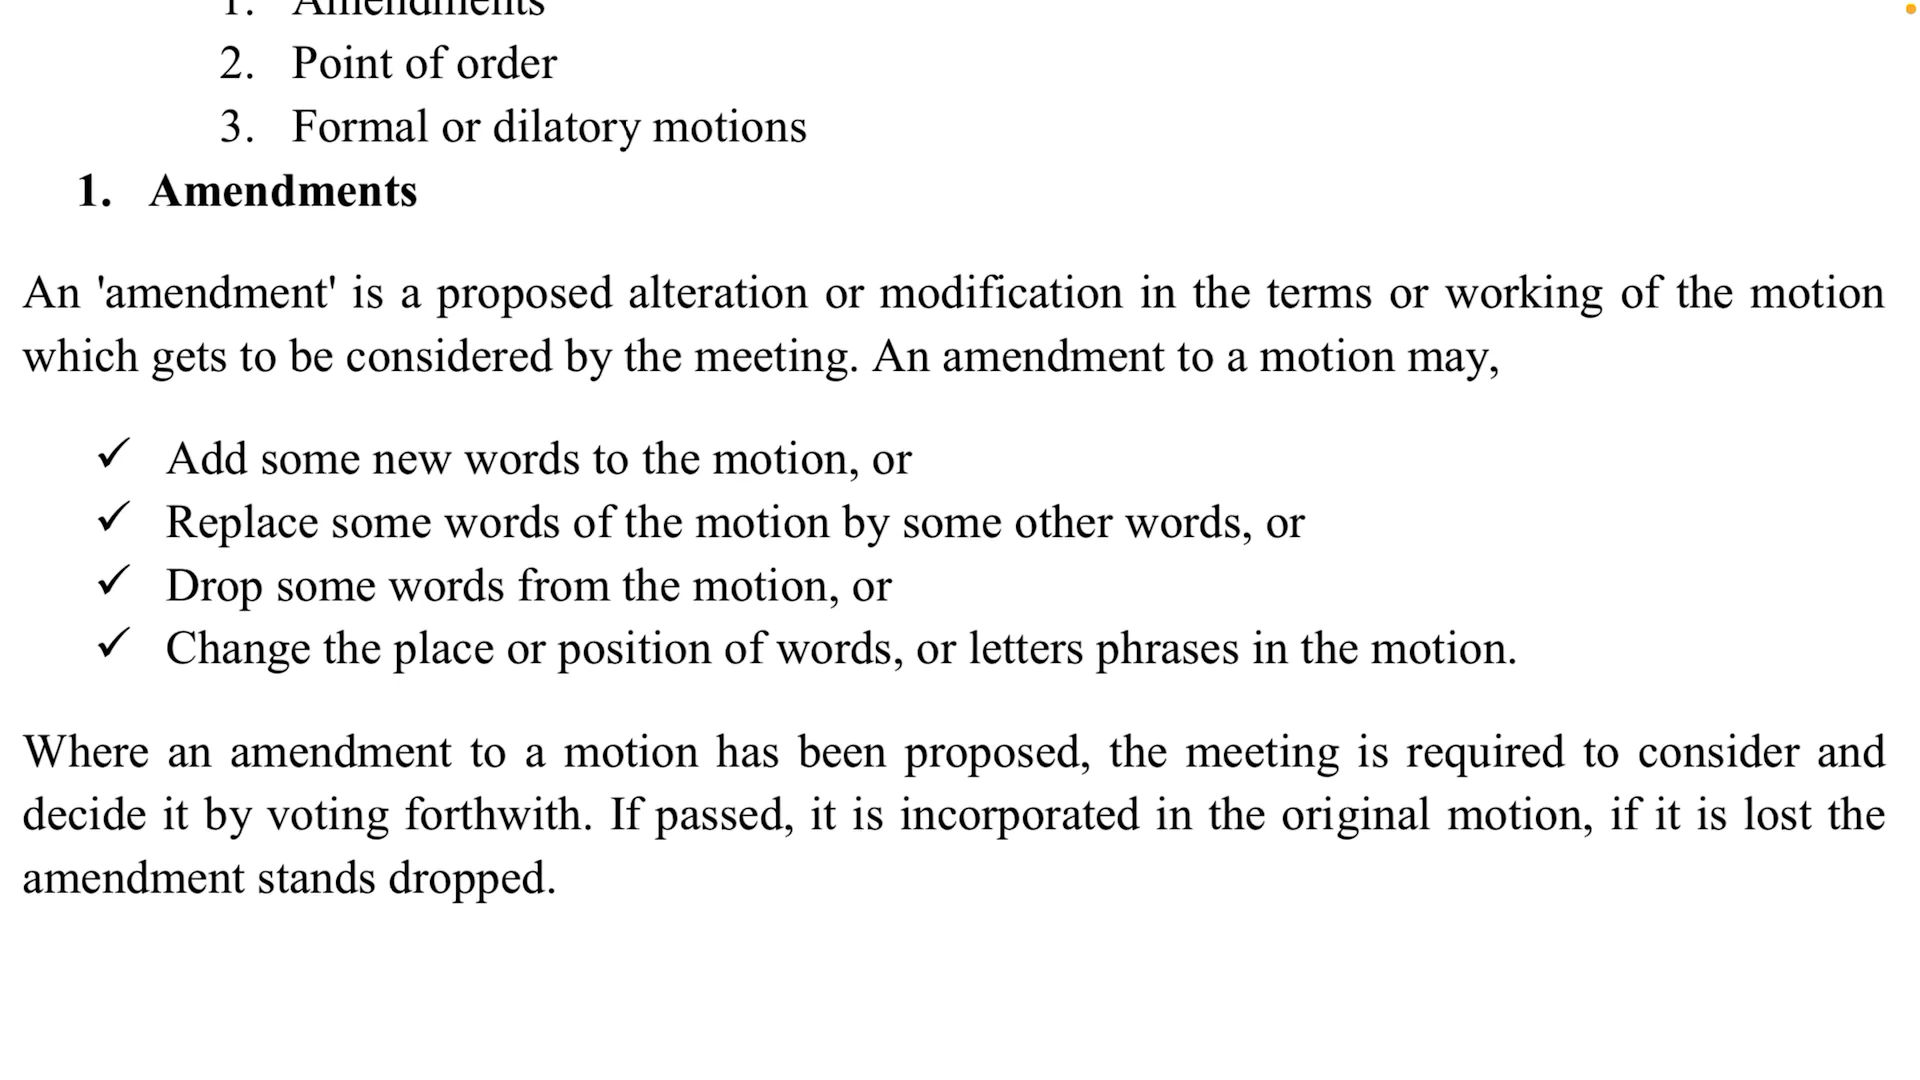 1. Amendments
2. Point of order
3. Formal or dilatory motions
1. Amendments
An 'amendment' is a proposed alteration or modification in the terms or working of the motion
which gets to be considered by the meeting. An amendment to a motion may,
✓ Add some new words to the motion, or
✓ Replace some words of the motion by some other words, or
✓ Drop some words from the motion, or
✓ Change the place or position of words, or letters phrases in the motion.
Where an amendment to a motion has been proposed, the meeting is required to consider and
decide it by voting forthwith. If passed, it is incorporated in the original motion, if it is lost the
amendment stands dropped.